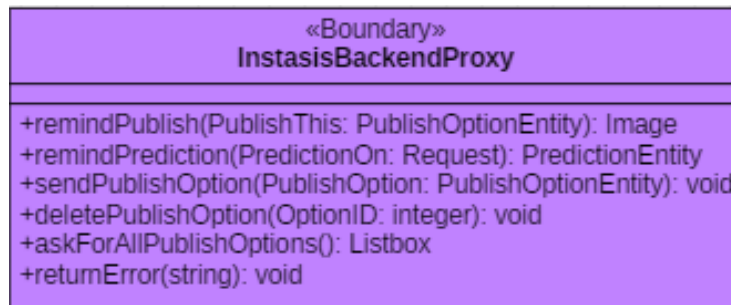 «Boundary»
InstasisBackendProxy
+remindPublish(PublishThis: PublishOptionEntity): Image
+remindPrediction(PredictionOn: Request): PredictionEntity
+sendPublishOption(PublishOption: PublishOptionEntity): void
+deletePublishOption(OptionID: integer): void
+askForAllPublishOptions(): Listbox
+returnError(string): void